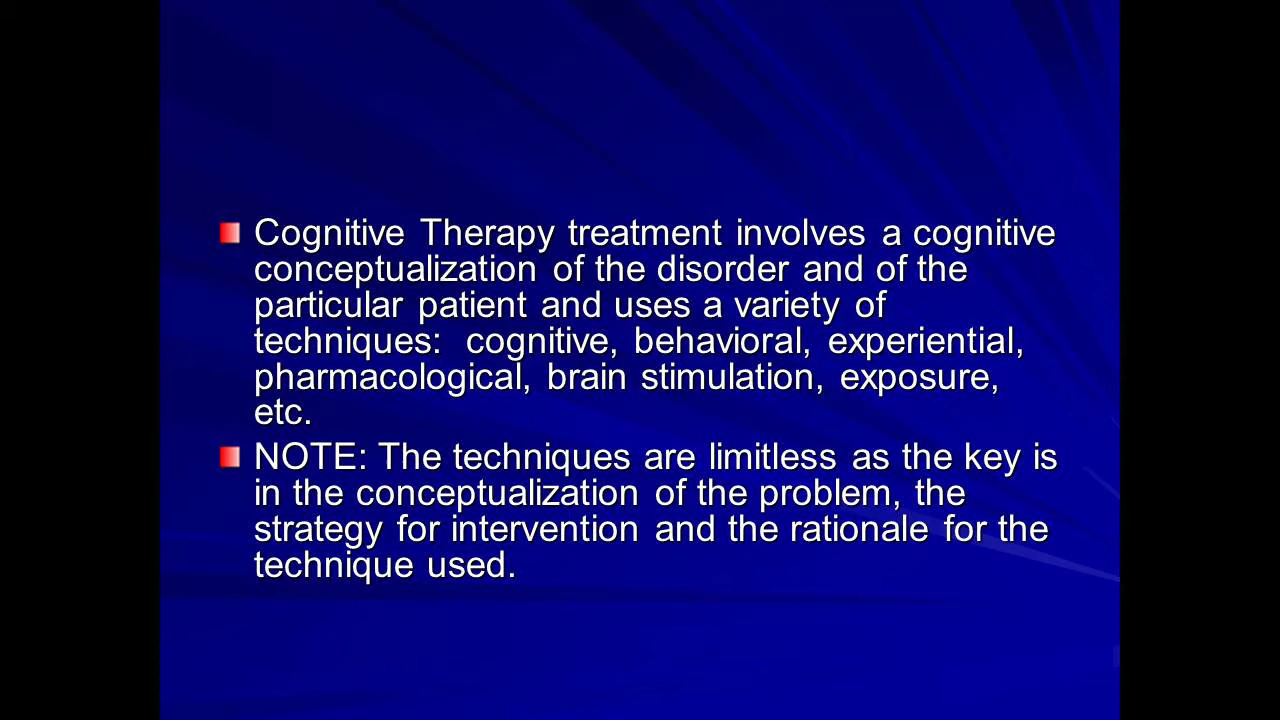 Cognitive Therapy treatment involves a cognitive
conceptualization of the disorder and of the
particular patient and uses a variety of
techniques:  cognitive, behavioral, experiential,
pharmacological, brain stimulation, exposure,
etc.
NOTE: The techniques are limitless as the key is
in the conceptualization of the problem, the
strategy for intervention and the rationale for the
technique used.